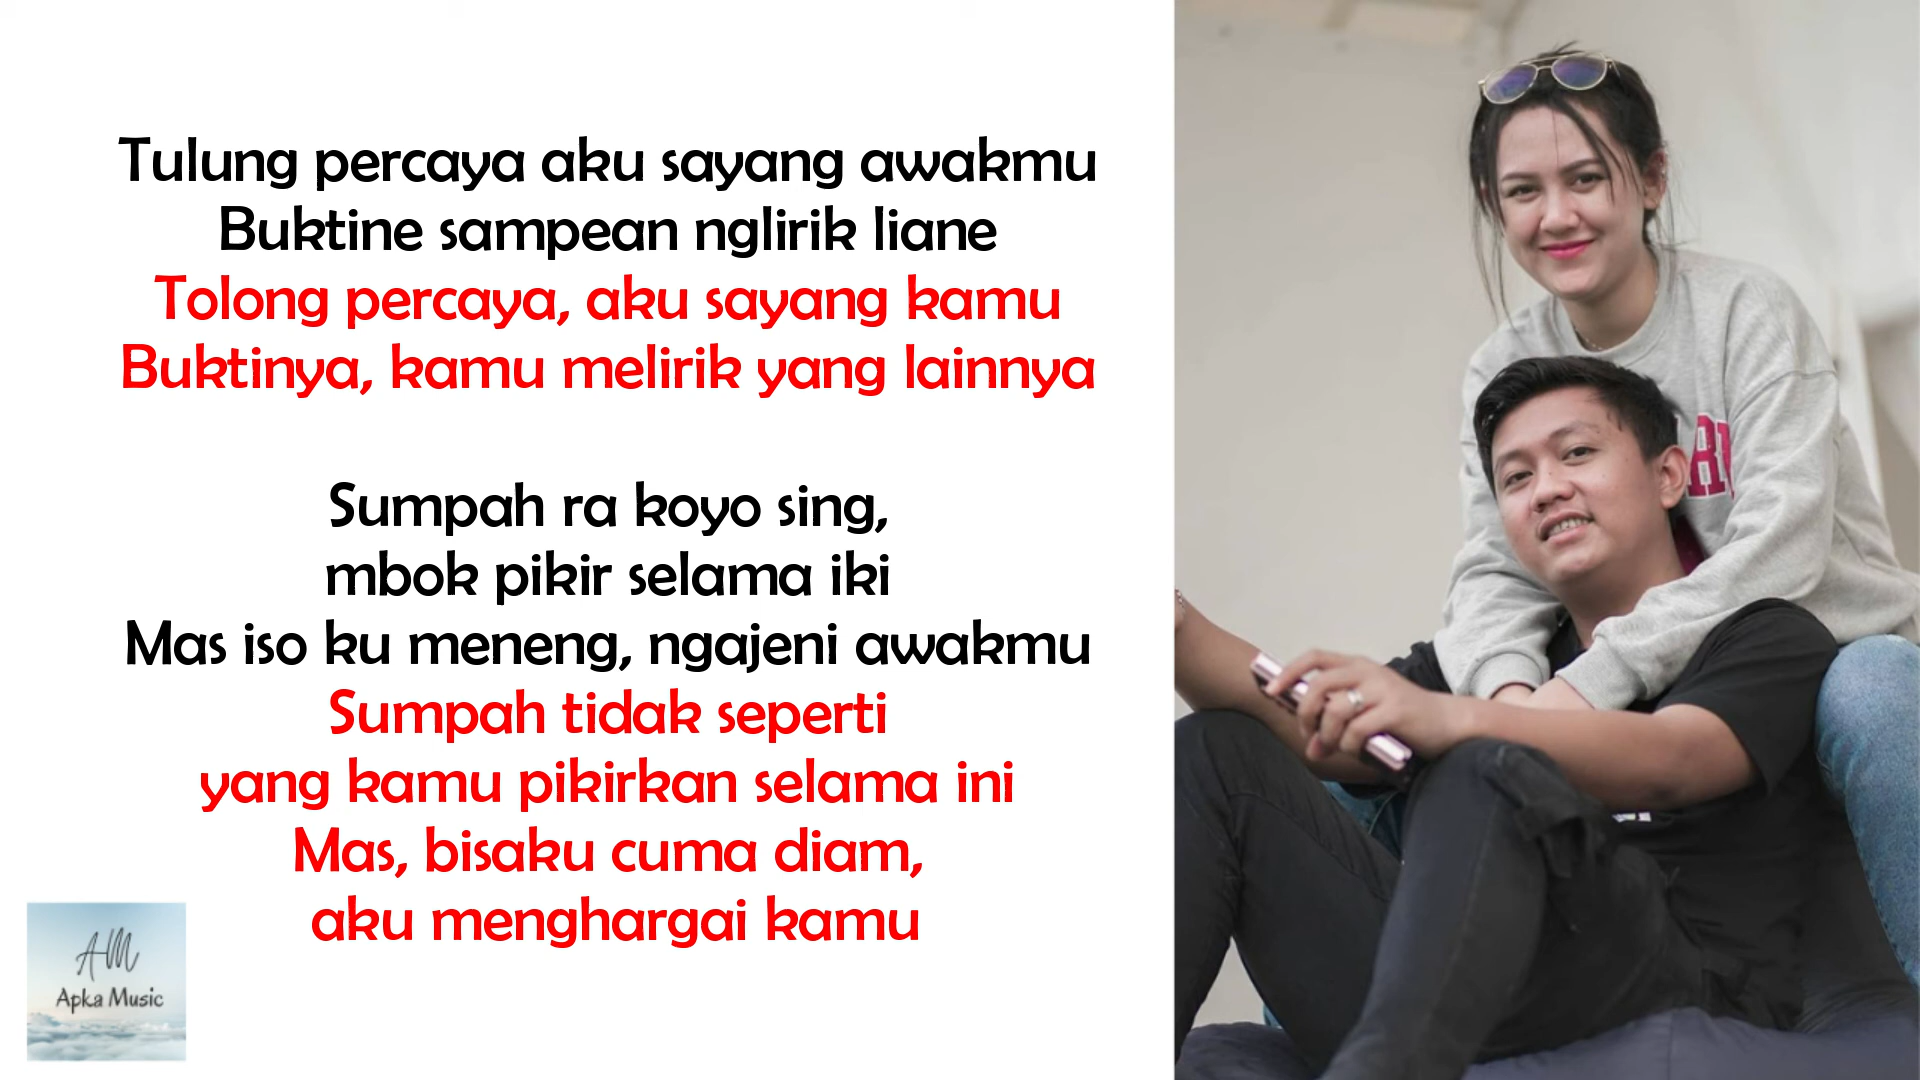 Tulung percaya aku sayang awakmu
Buktine sampean nglirik liane
Tolong percaya, aku sayang kamu
Buktinya, kamu melirik yang lainnya
Sumpah ra koyo sing,
mbok pikir selama iki
Mas iso ku meneng, ngajeni awakmu
Sumpah tidak seperti
yang kamu pikirkan selama ini
Mas, bisaku cuma diam,
aku menghargai kamu
AM
Apka Music